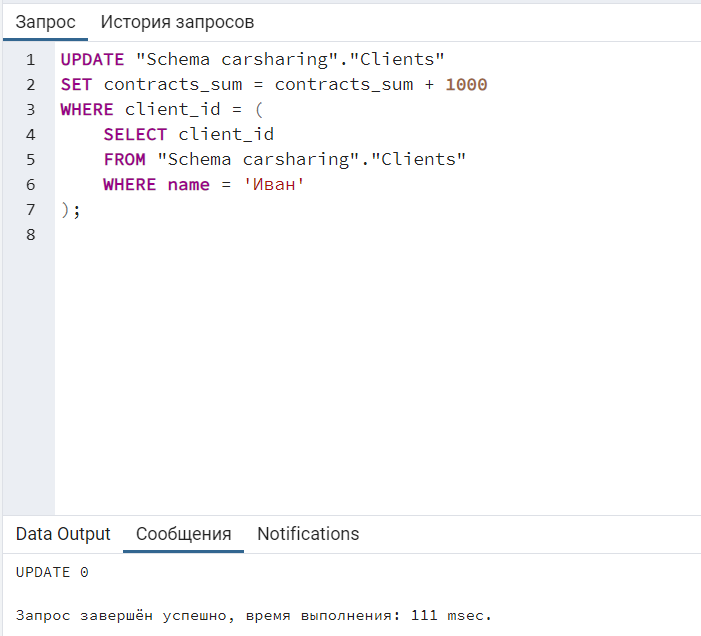 Запрос История запросов
1 UPDATE "Schema carsharing"."Clients"
2 SET contracts_sum = contracts_sum + 1000
3 WHERE client_id = (
4 SELECT client_id
5 FROM "Schema carsharing"."Clients"
6 WHERE name = 'Иван'
7 );
8
Data Output Сообщения Notifications
UPDATE 0
Запрос завершён успешно, время выполнения: 111 msec.